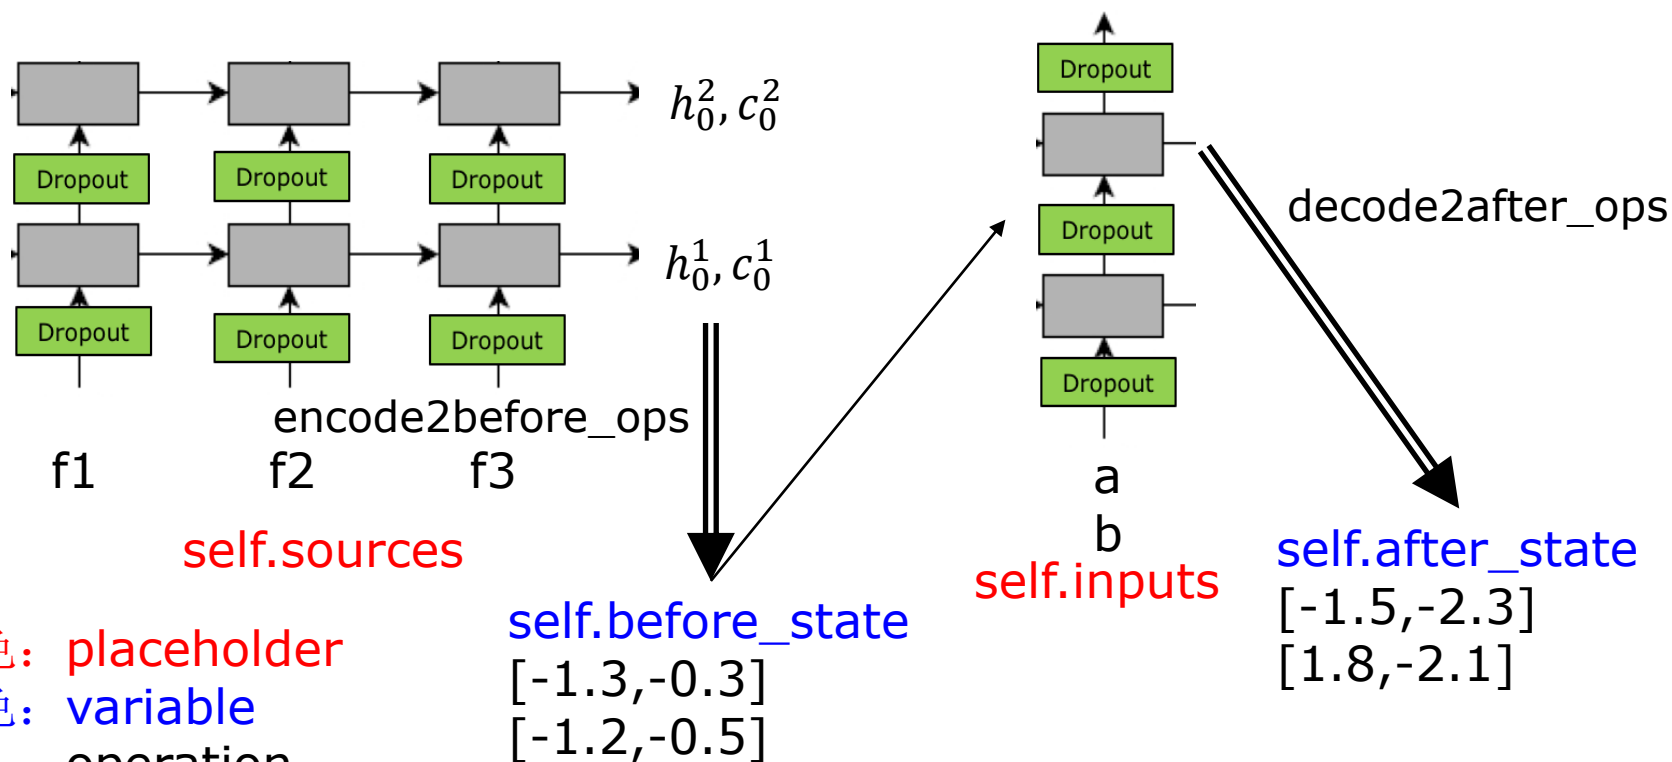 Dropout
h_0^2, c_0^2
Dropout Dropout Dropout
Dropout
decode2after_ops
h_0^1, c_0^1
Dropout Dropout Dropout
Dropout
encode2before_ops
f1 f2 f3
a
b
self.sources
self.inputs
self.after_state
[-1.5,-2.3]
[1.8,-2.1]
self.before_state
[-1.3,-0.3]
[-1.2,-0.5]
: placeholder
: variable
operation